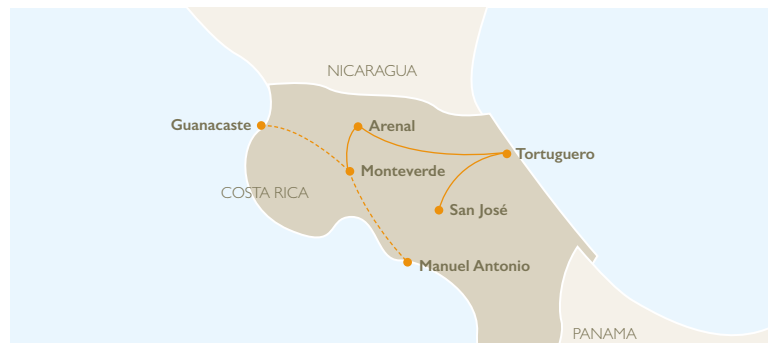 NICARAGUA
Guanacaste
Arenal
Tortuguero
Monteverde
COSTA RICA
San José
Manuel Antonio
PANAMA